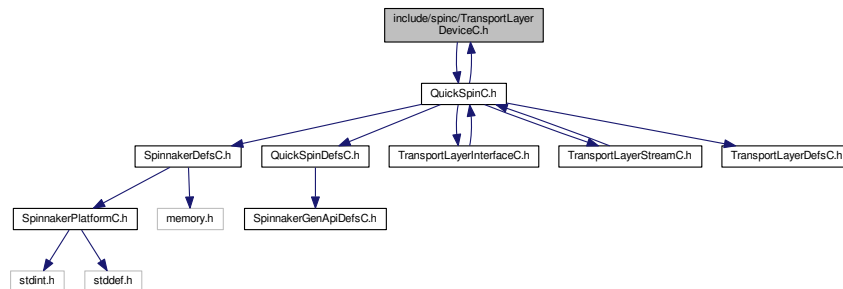 include/spinc/TransportLayer
DeviceC.h
QuickSpinC.h
SpinnakerDefsC.h
QuickSpinDefsC.h
TransportLayerInterfaceC.h
TransportLayerStreamC.h
TransportLayerDefsC.h
SpinnakerPlatformC.h
memory.h
SpinnakerGenApiDefsC.h
stdint.h
stddef.h